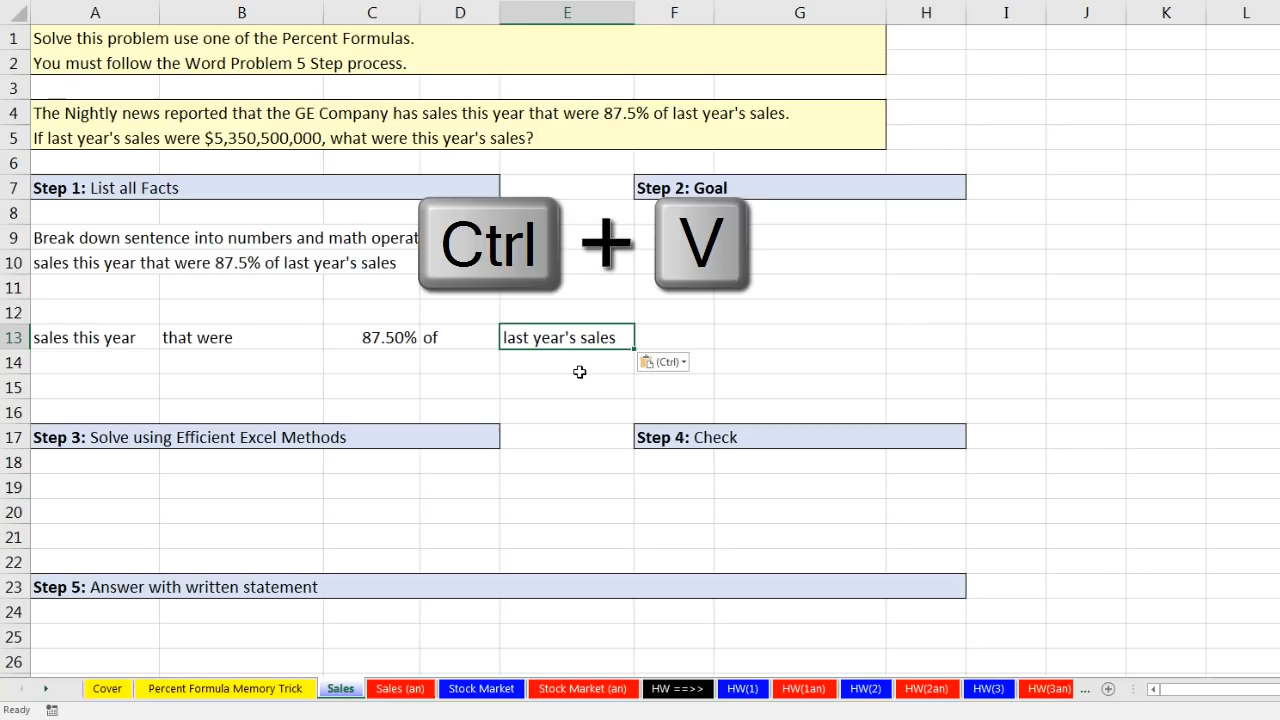 A B C D E F G H I J K L
1 Solve this problem use one of the Percent Formulas.
2 You must follow the Word Problem 5 Step process.
3
4 The Nightly news reported that the GE Company has sales this year that were 87.5% of last year's sales.
5 If last year's sales were $5,350,500,000, what were this year's sales?
6
7 Step 1: List all Facts Step 2: Goal
8
Ctrl + V
9 Break down sentence into numbers and math operat
10 sales this year that were 87.5% of last year's sales
11
12
13 sales this year that were 87.50% of last year's sales
14 (Ctrl)
15
16
17 Step 3: Solve using Efficient Excel Methods Step 4: Check
18
19
20
21
22
23 Step 5: Answer with written statement
24
25
26
Cover Percent Formula Memory Trick Sales Sales (an) Stock Market Stock Market (an) HW ==>> HW(1) HW(1an) HW(2) HW(2an) HW(3) HW(3an) ...
Ready